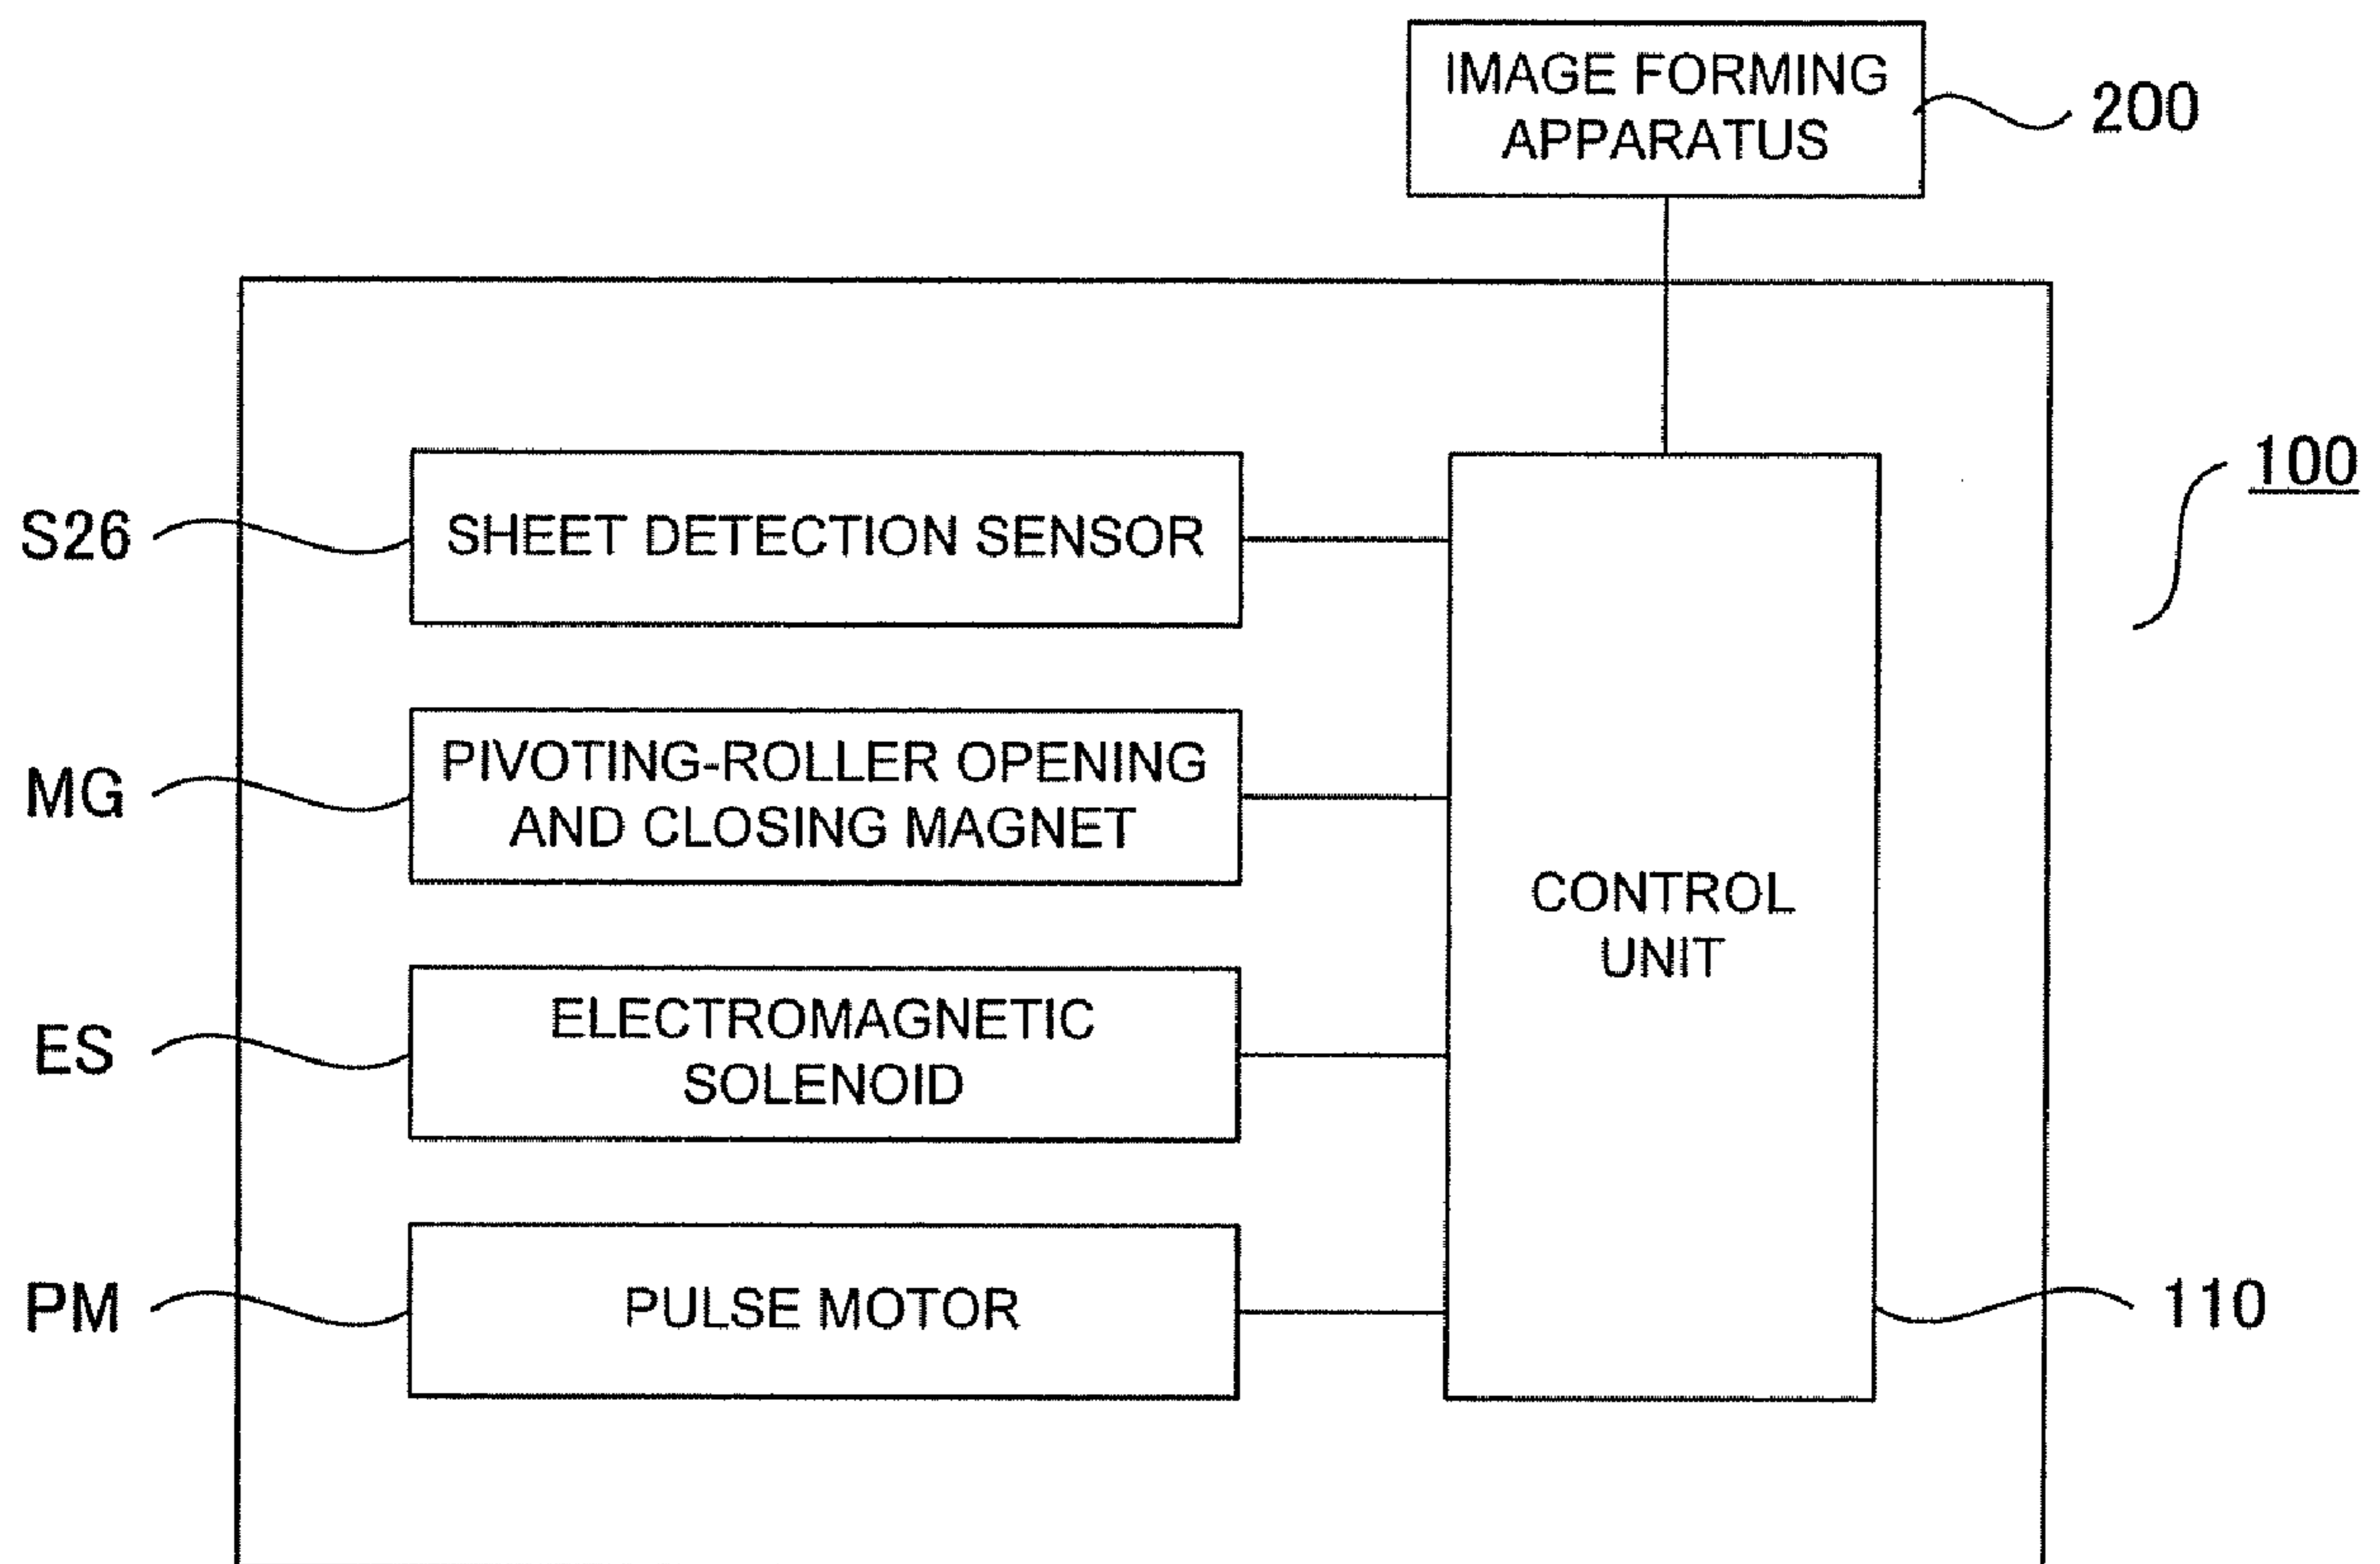 IMAGE FORMING
APPARATUS
200
100
S26
SHEET DETECTION SENSOR
MG
PIVOTING-ROLLER OPENING
AND CLOSING MAGNET
CONTROL
UNIT
ES
ELECTROMAGNETIC
SOLENOID
PM
PULSE MOTOR
110